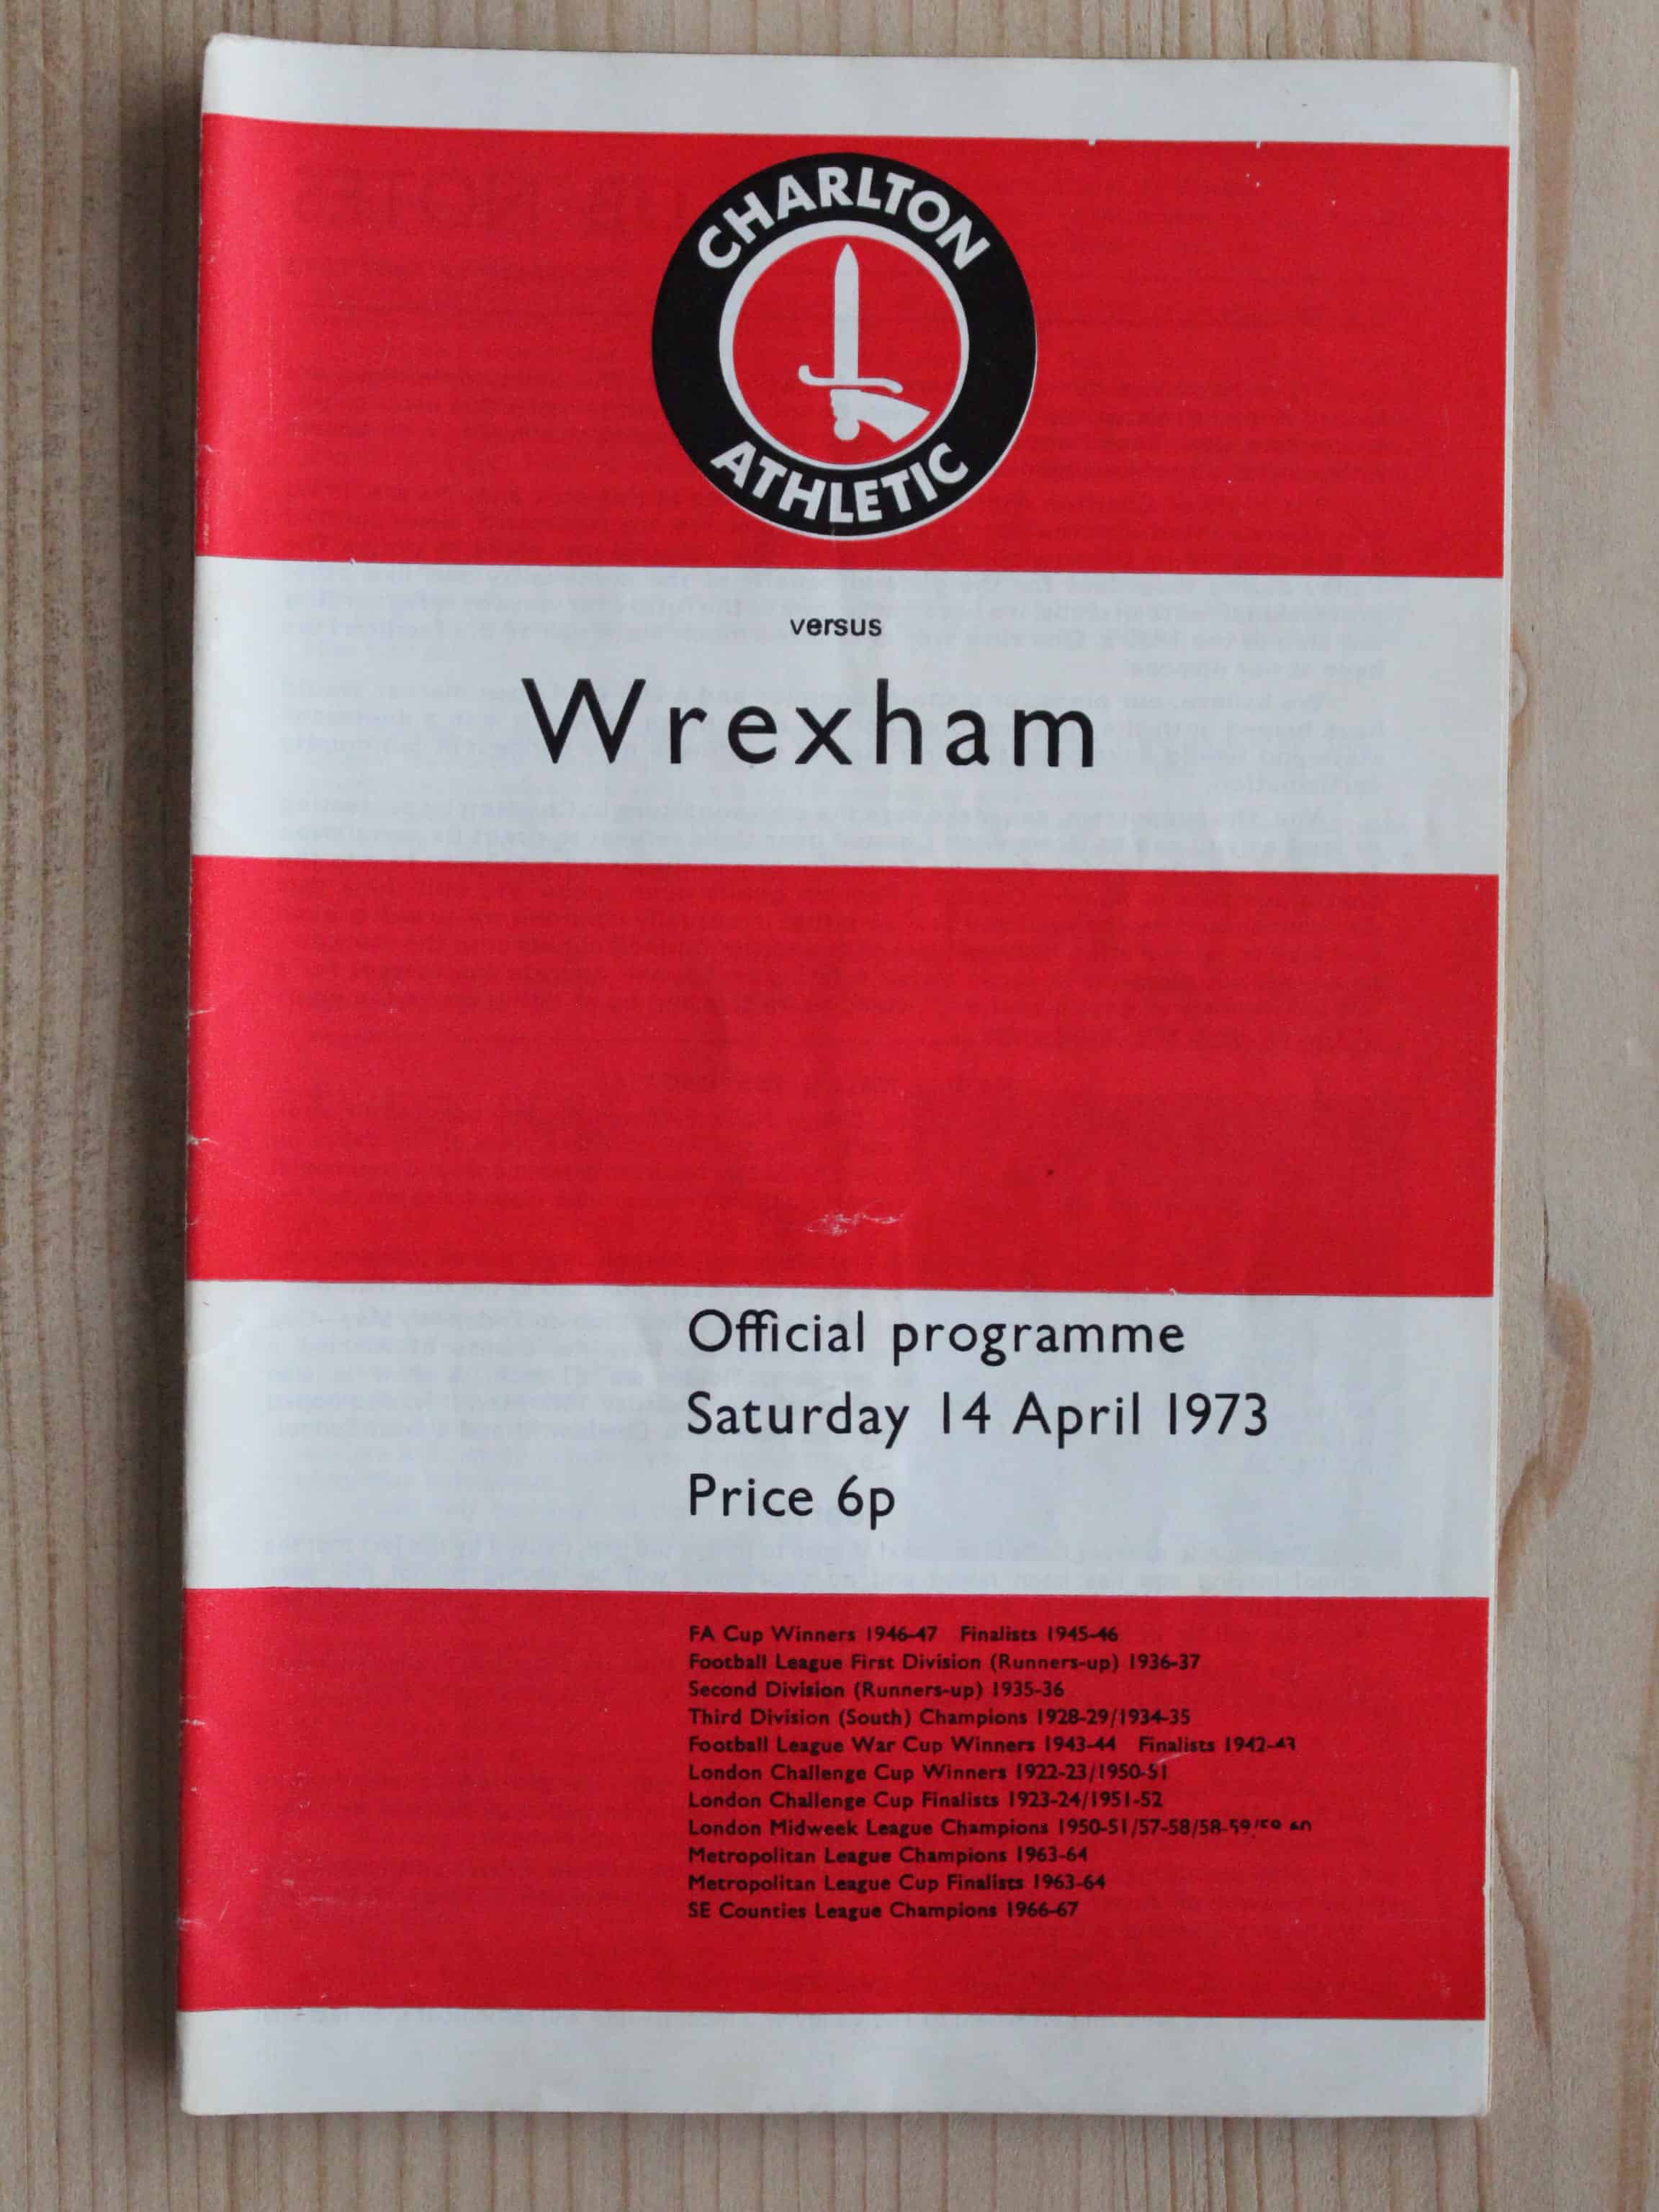 CHARLTON
ATHLETIC
versus
Wrexham
Official programme
Saturday 14 April 1973
Price 6p
FA Cup Winners 1946-47 Finalists 1945-46
Football League First Division (Runners-up) 1936-37
Second Division (Runners-up) 1935-36
Third Division (South) Champions 1928-29/1934-35
Football League War Cup Winners 1943-44 Finalists 1942-43
London Challenge Cup Winners 1922-23/1950-51
London Challenge Cup Finalists 1923-24/1951-52
London Midweek League Champions 1950-51/57-58/58-59/59-60
Metropolitan League Champions 1963-64
Metropolitan League Cup Finalists 1963-64
SE Counties League Champions 1966-67